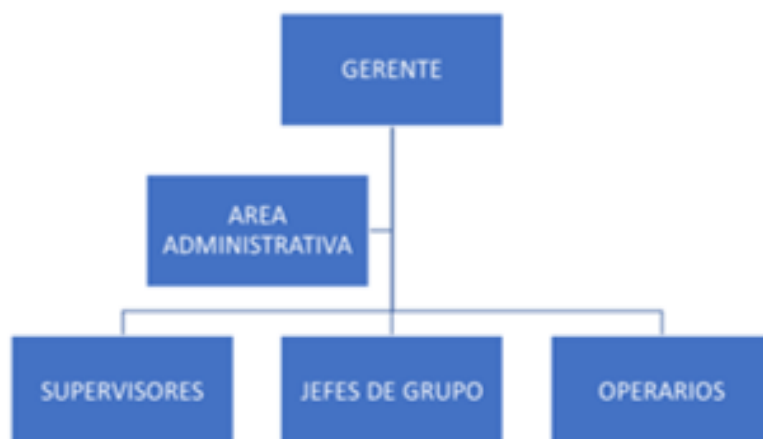 GERENTE
AREA
ADMINISTRATIVA
SUPERVISORES
JEFES DE GRUPO
OPERARIOS